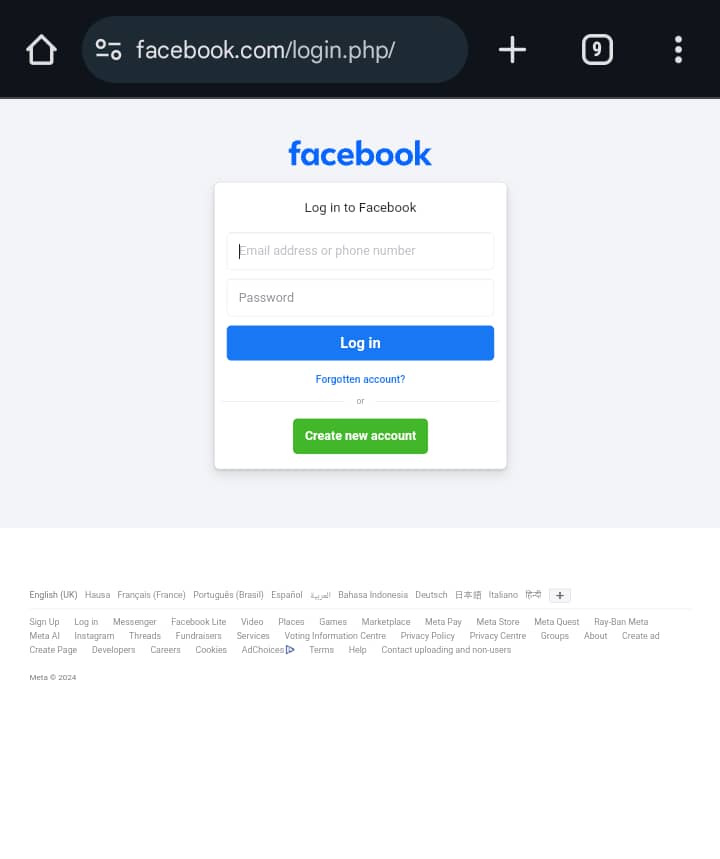 facebook.com/login.php/
9
facebook
Log in to Facebook
Email address or phone number
Password
Log in
Forgotten account?
or
Create new account
English (UK) Hausa Français (France) Português (Brasil) Español العربية Bahasa Indonesia Deutsch 日本語 Italiano हिन्दी +
Sign Up Log in Messenger Facebook Lite Video Places Games Marketplace Meta Pay Meta Store Meta Quest Ray-Ban Meta
Meta AI Instagram Threads Fundraisers Services Voting Information Centre Privacy Policy Privacy Centre Groups About Create ad
Create Page Developers Careers Cookies AdChoices Terms Help Contact uploading and non-users
Meta © 2024